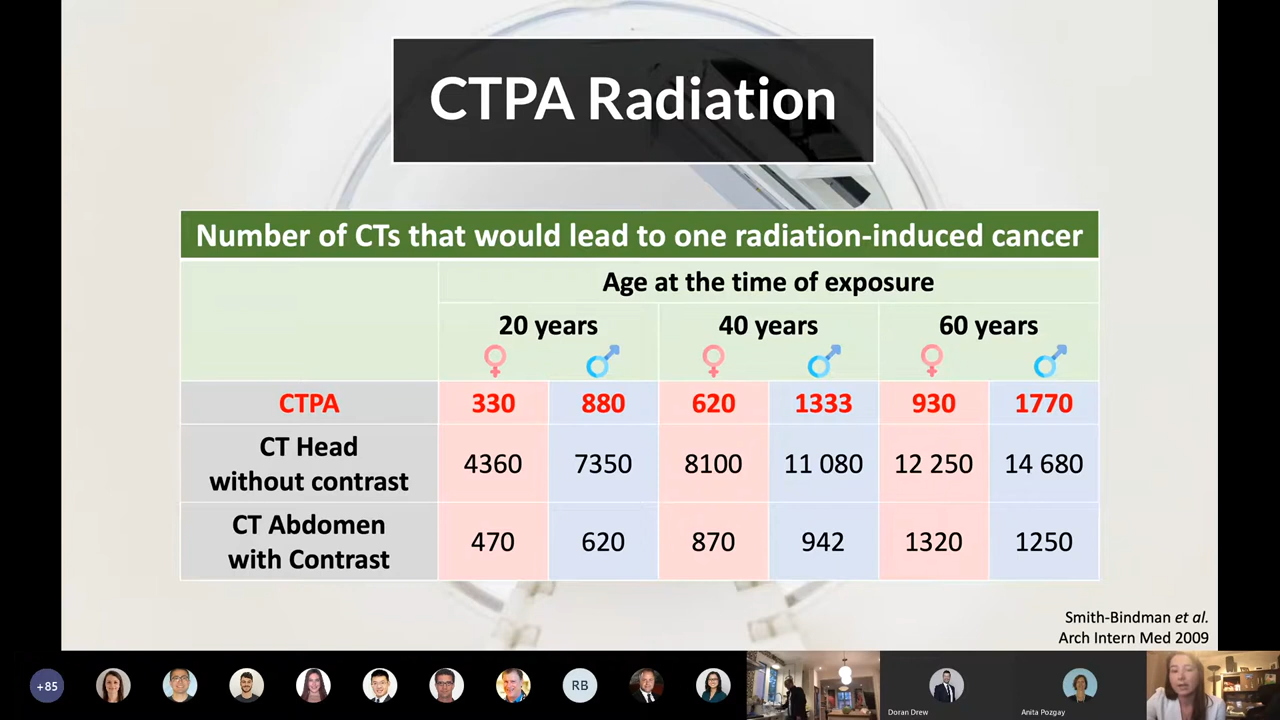 CTPA Radiation
Number of CTs that would lead to one radiation-induced cancer
Age at the time of exposure
20 years 40 years 60 years
CTPA 330 880 620 1333 930 1770
CT Head
without contrast 4360 7350 8100 11 080 12 250 14 680
CT Abdomen
with Contrast 470 620 870 942 1320 1250
Smith-Bindman et al.
Arch Intern Med 2009
+85 RB
Doran Drew Anita Pozgay